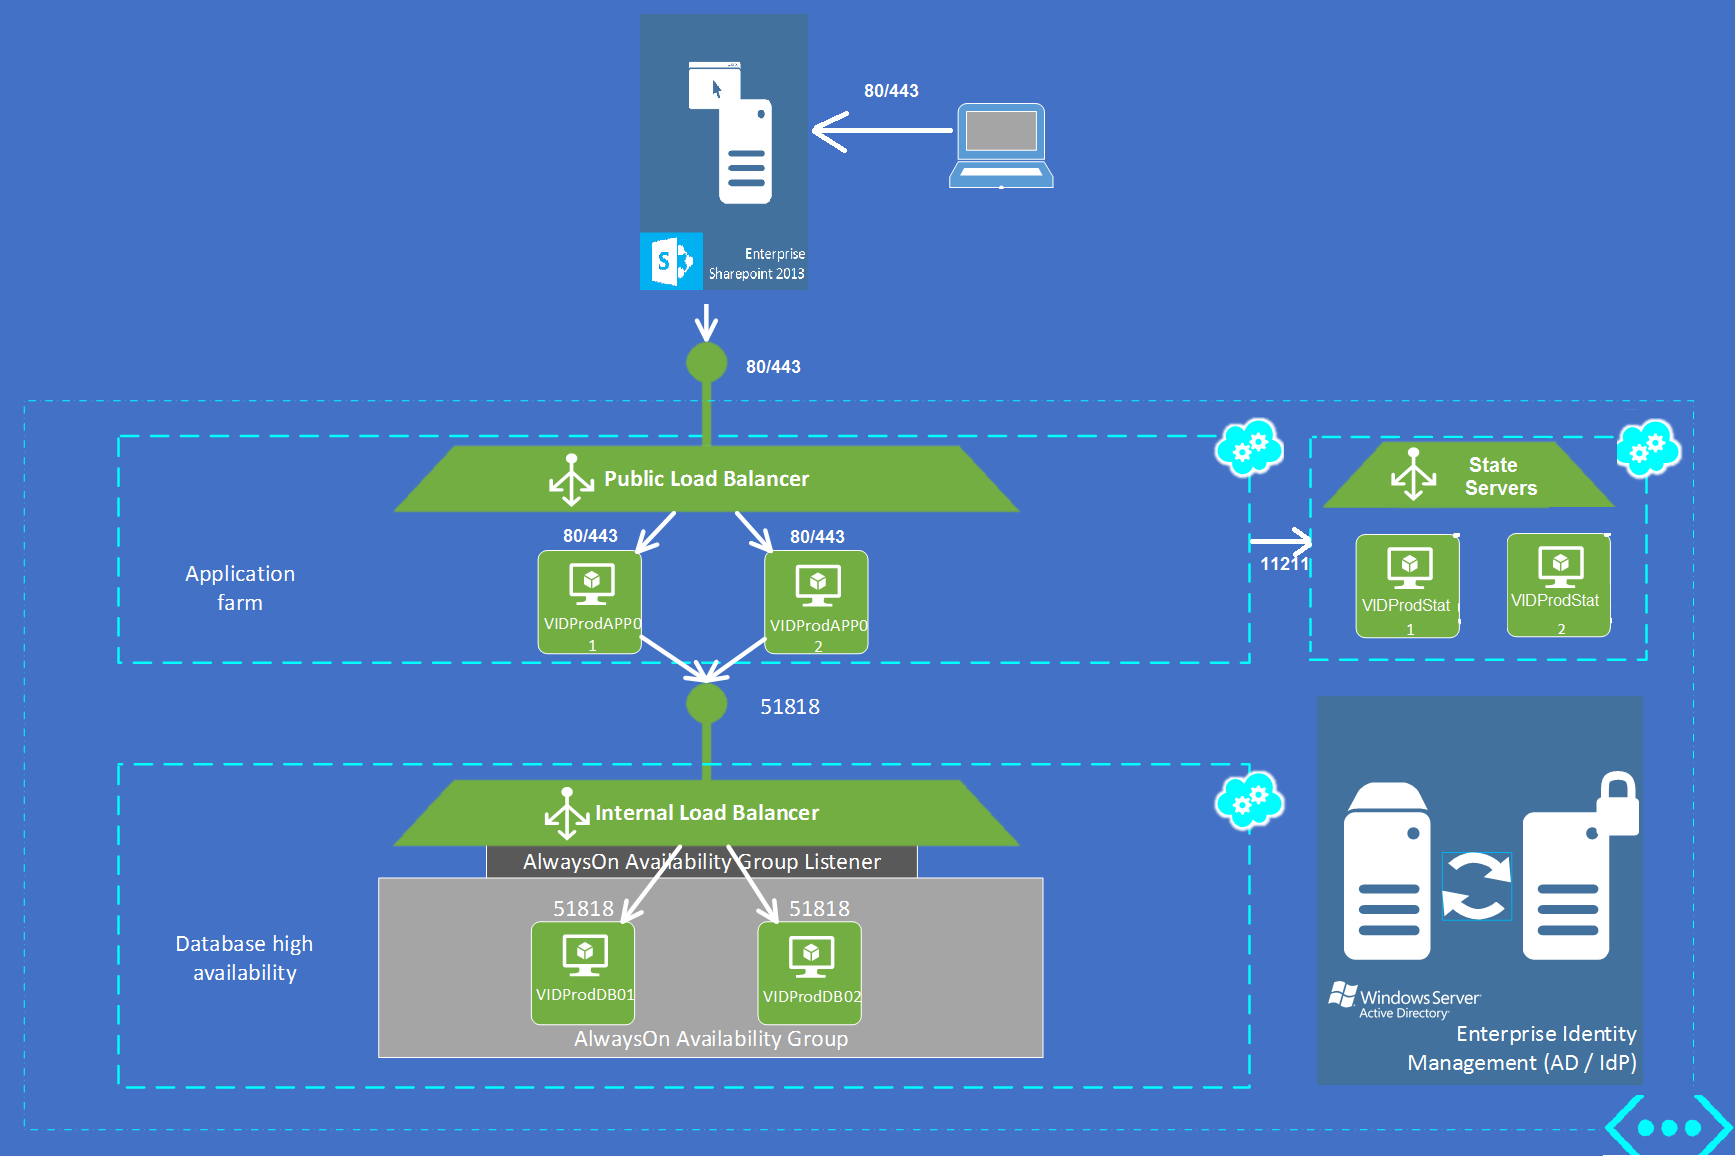 80/443
S
Enterprise
Sharepoint 2013
80/443
Public Load Balancer
State
Servers
80/443
80/443
11211
Application
farm
VIDProdAPP0
1
VIDProdAPP0
2
VIDProdStat
1
VIDProdStat
2
51818
Internal Load Balancer
AlwaysOn Availability Group Listener
51818
51818
Database high
availability
VIDProdDB01
VIDProdDB02
AlwaysOn Availability Group
Windows Server
Active Directory
Enterprise Identity
Management (AD / IdP)